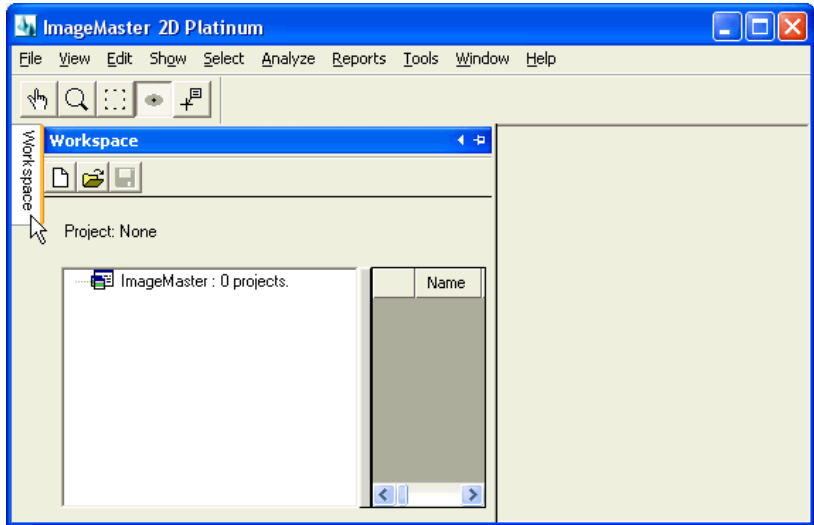 ImageMaster 2D Platinum
File View Edit Show Select Analyze Reports Tools Window Help
Workspace
Workspace
Project: None
ImageMaster : 0 projects.
Name